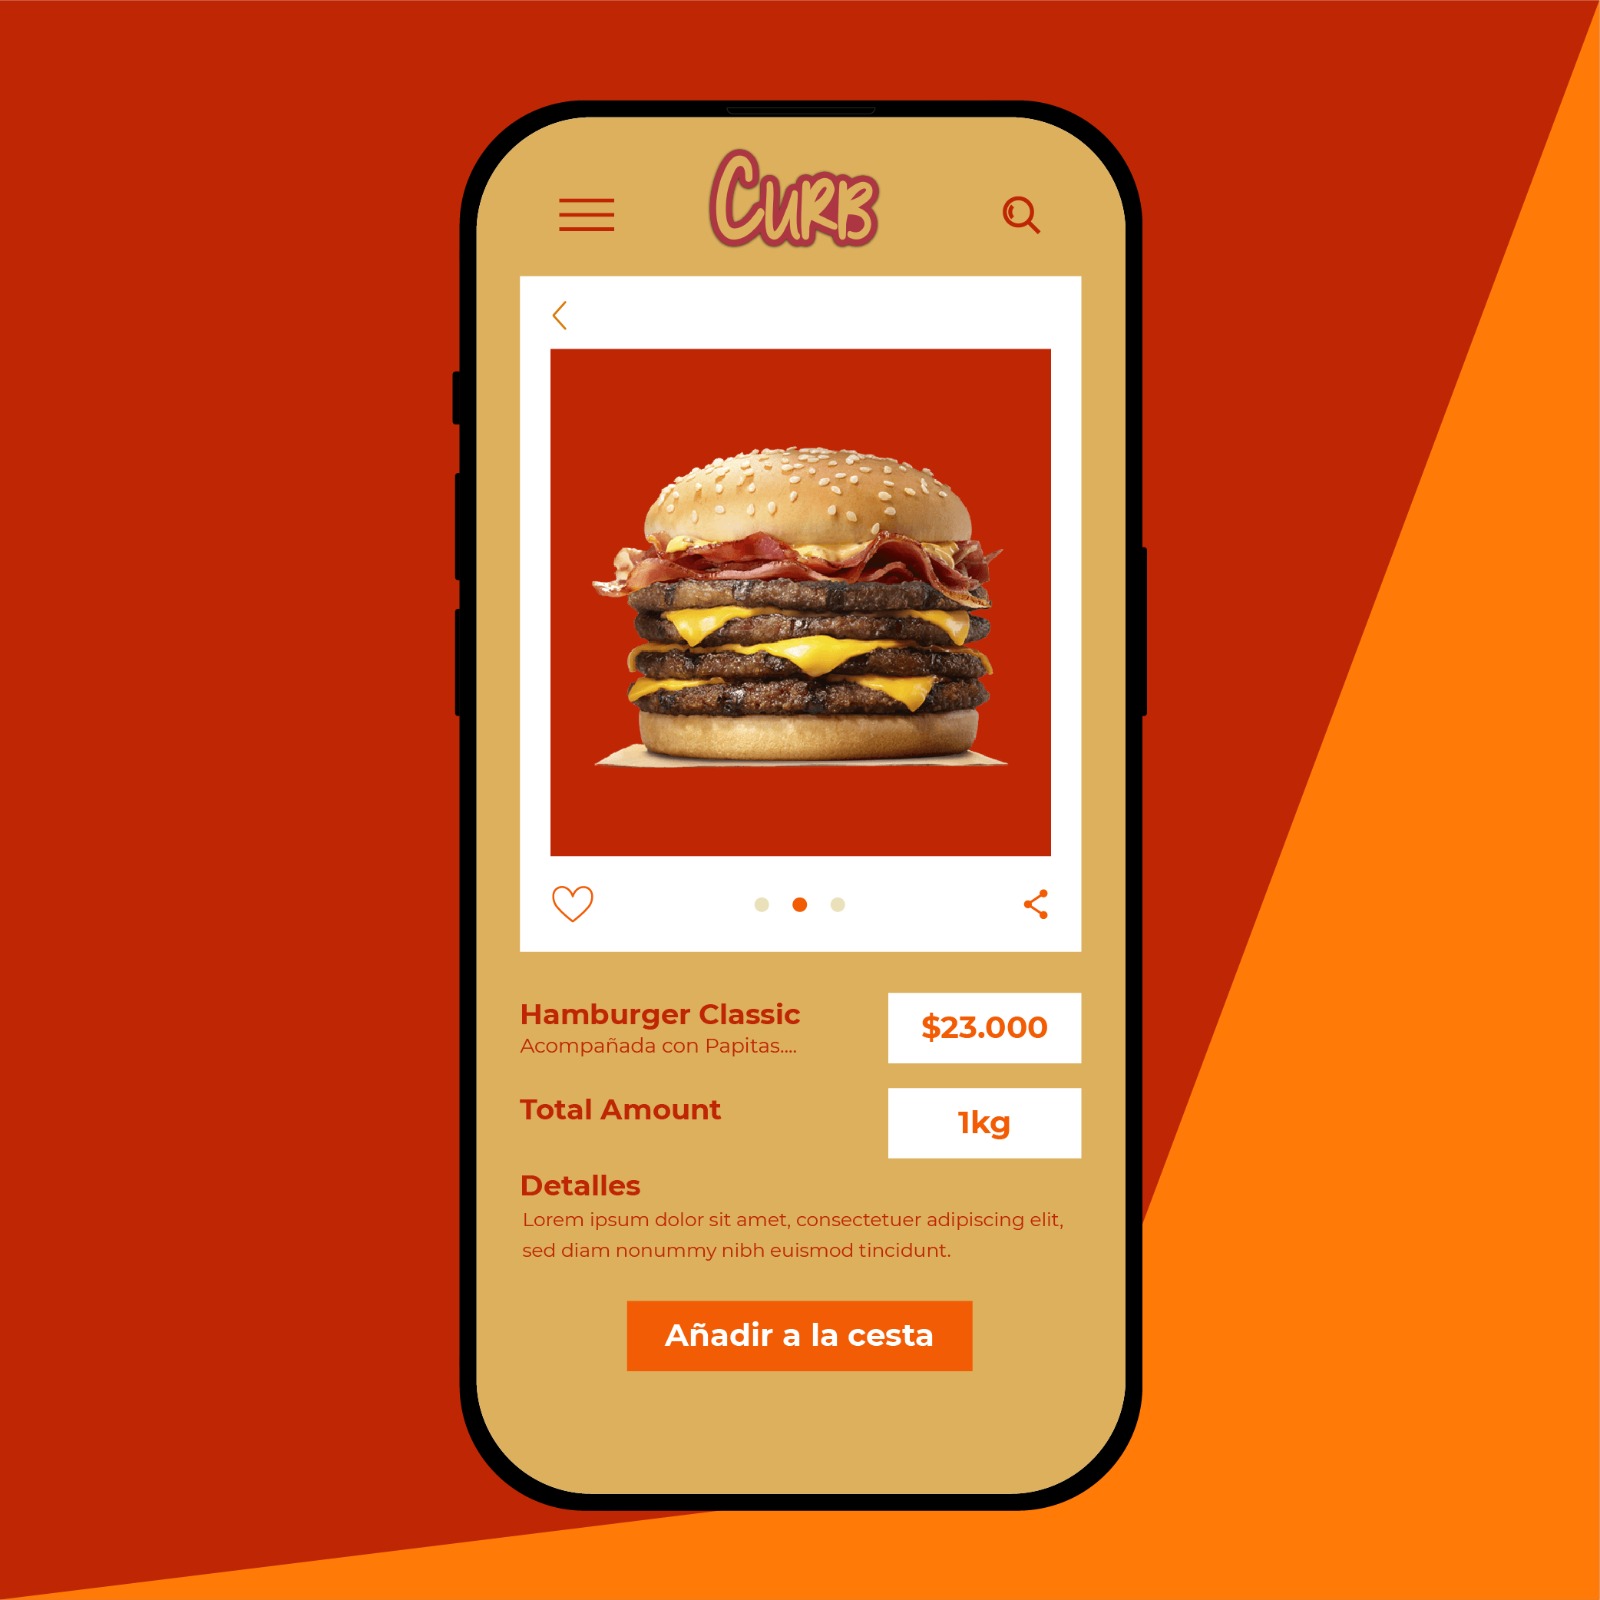 CURB
Hamburger Classic
Acompañada con Papitas....
$23.000
Total Amount
1kg
Detalles
Lorem ipsum dolor sit amet, consectetuer adipiscing elit,
sed diam nonummy nibh euismod tincidunt.
Añadir a la cesta